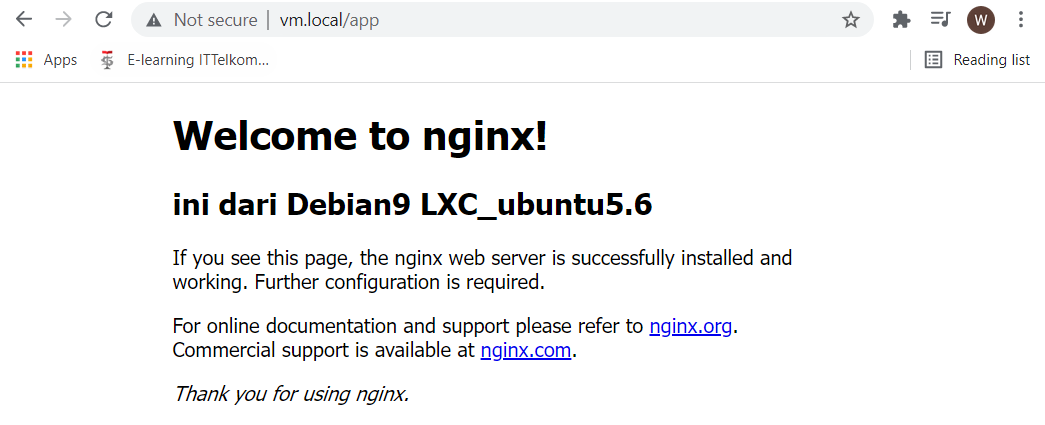 Not secure | vm.local/app
W
Apps
E-learning ITTelkom...
Reading list
Welcome to nginx!
ini dari Debian9 LXC_ubuntu5.6
If you see this page, the nginx web server is successfully installed and
working. Further configuration is required.
For online documentation and support please refer to nginx.org.
Commercial support is available at nginx.com.
Thank you for using nginx.